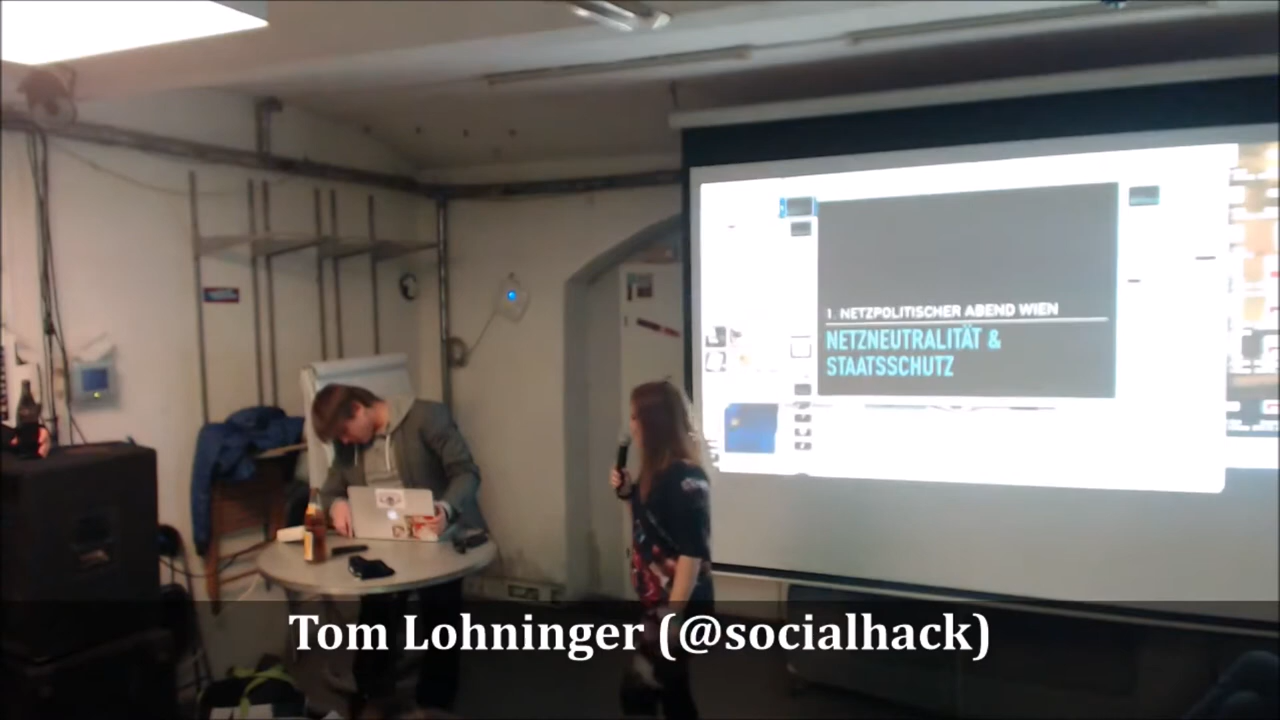 1. NETZPOLITISCHER ABEND WIEN
NETZNEUTRALITÄT &
STAATSSCHUTZ
Tom Lohninger (@socialhack)